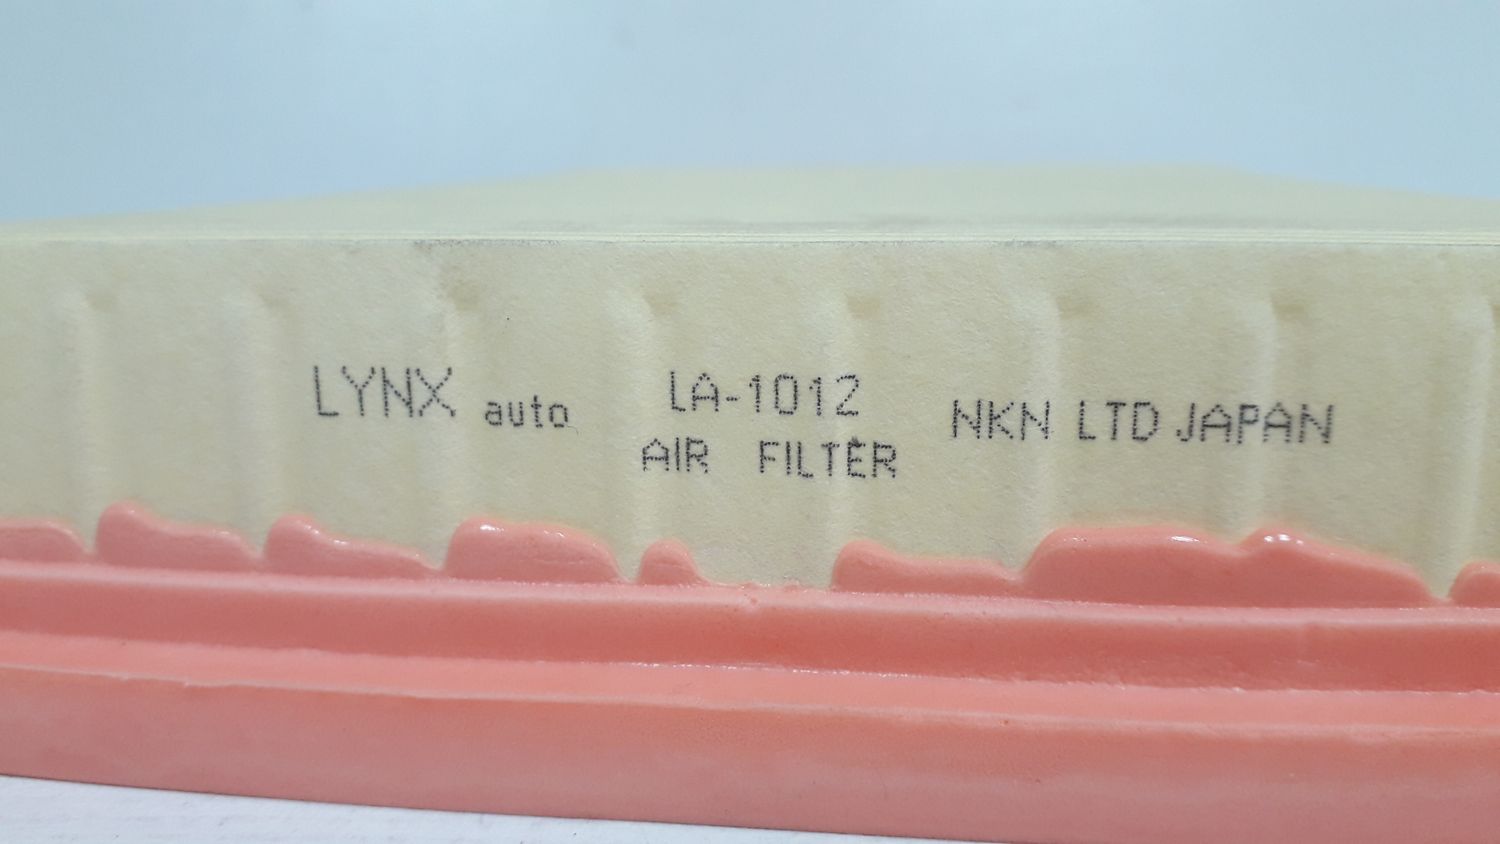 LYNX auto LA-1012 NKN LTD JAPAN
AIR FILTER